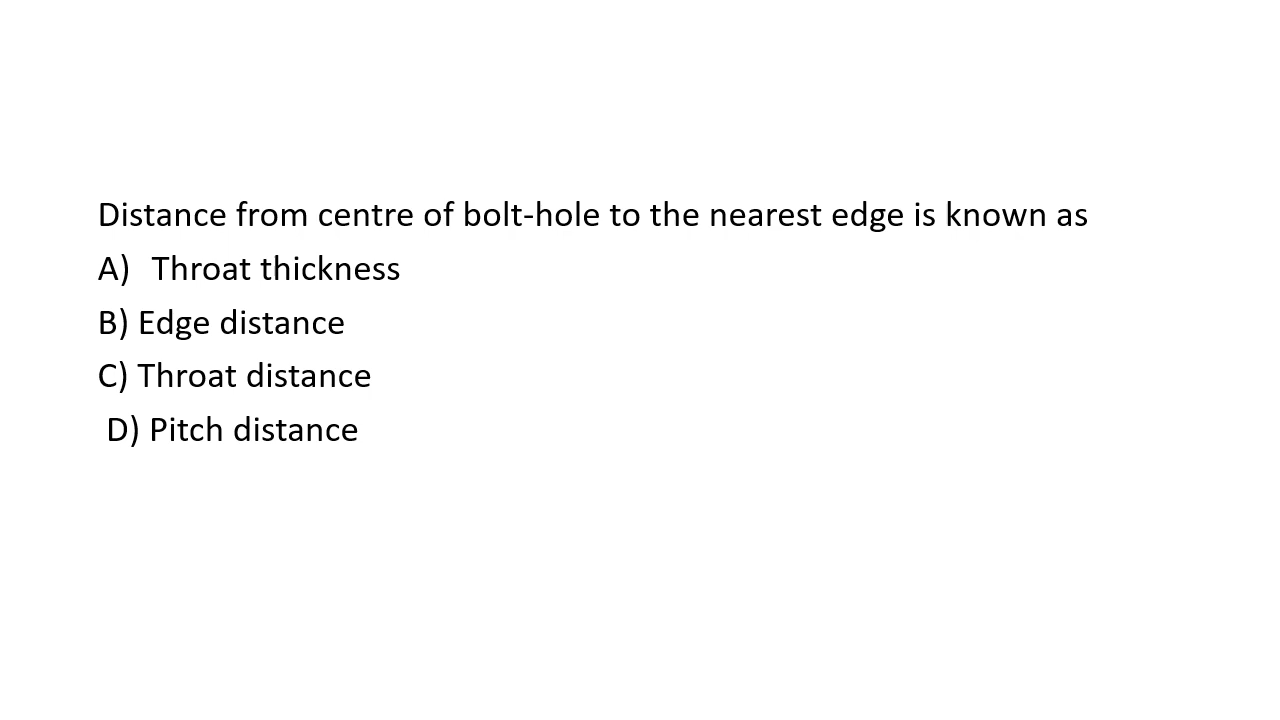 Distance from centre of bolt-hole to the nearest edge is known as
A) Throat thickness
B) Edge distance
C) Throat distance
D) Pitch distance